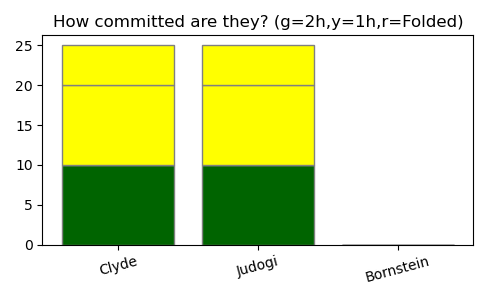 How committed are they? (g=2h,y=1h,r=Folded)
25
20
15
10
5
0
Clyde
Judogi
Bornstein